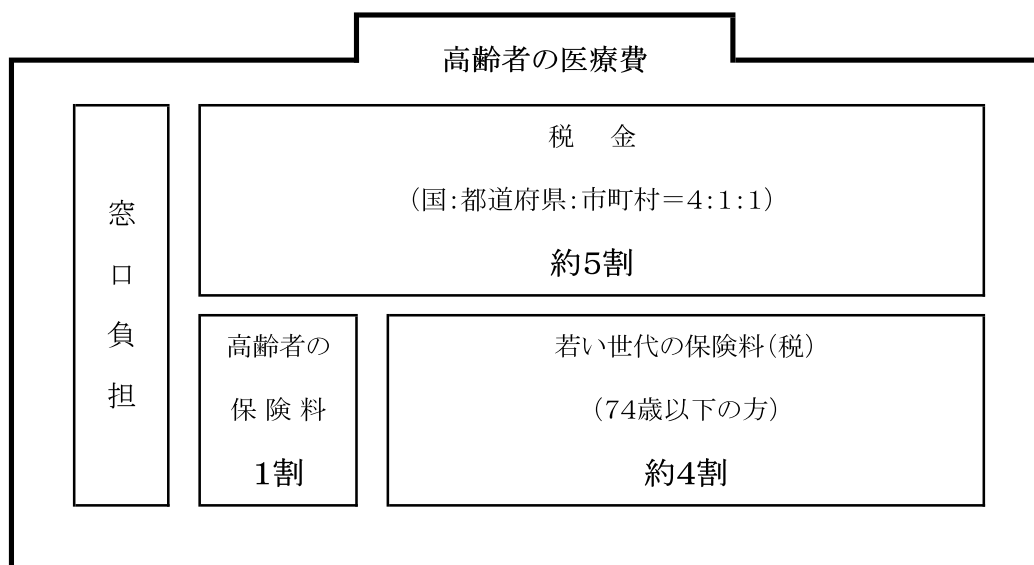 高齢者の医療費
窓口負担
税 金
(国:都道府県:市町村=4:1:1)
約5割
高齢者の
保険料
1割
若い世代の保険料(税)
(74歳以下の方)
約4割